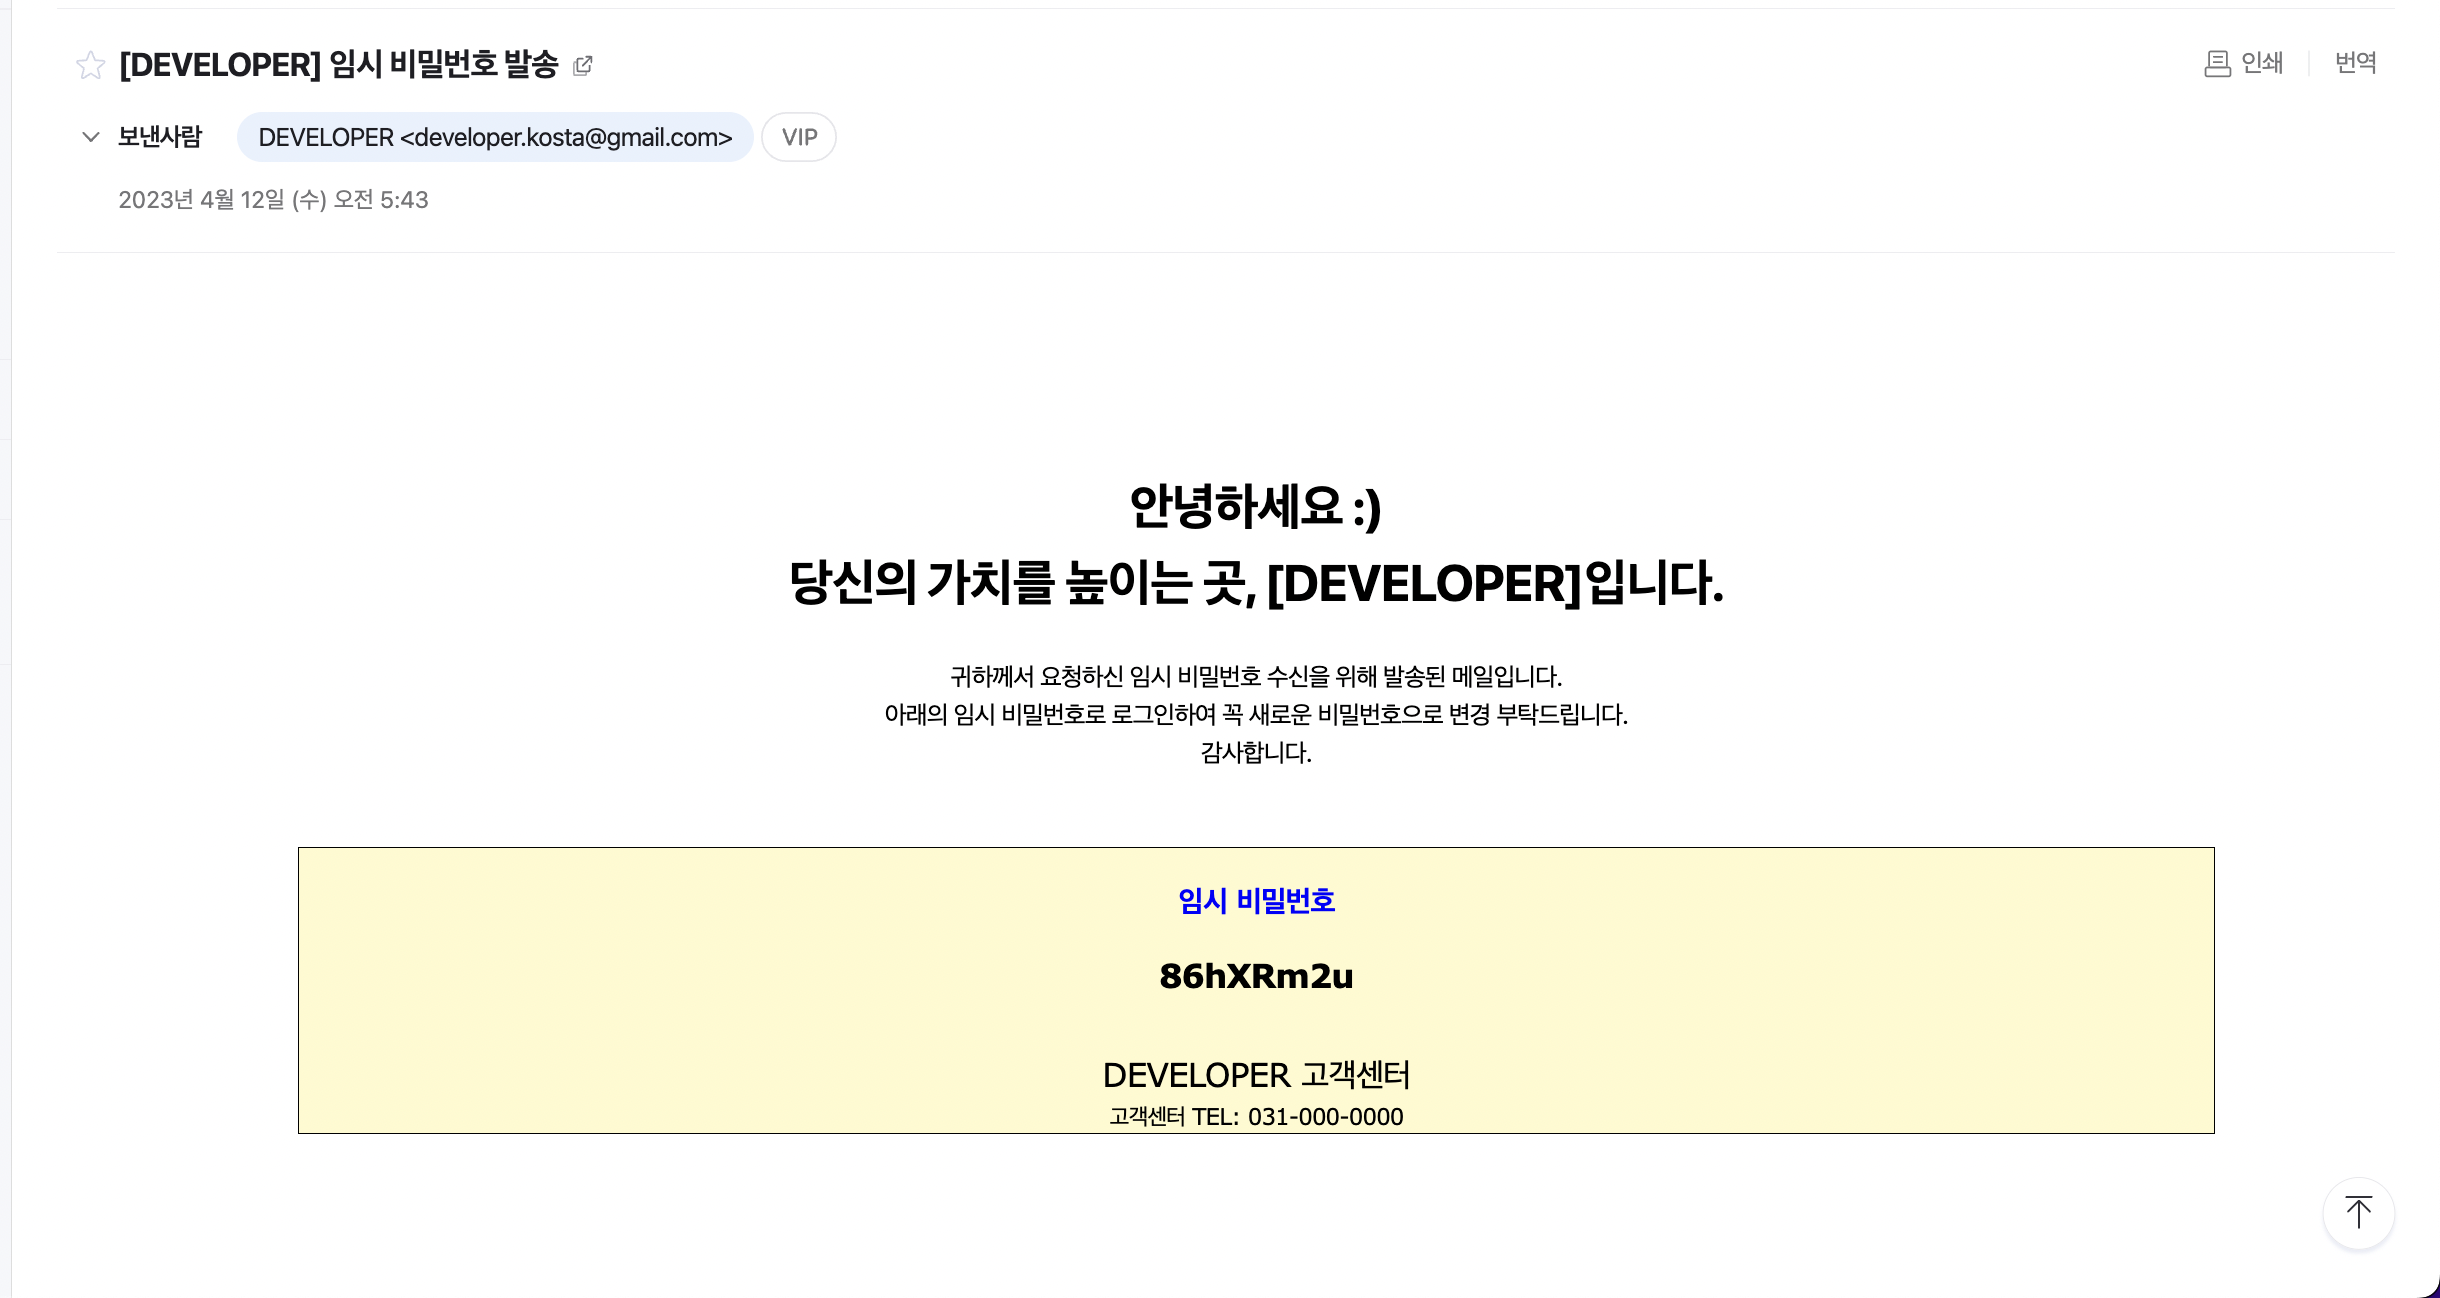 [DEVELOPER] 임시 비밀번호 발송
인쇄
번역
보낸사람 DEVELOPER <developer.kosta@gmail.com> VIP
2023년 4월 12일 (수) 오전 5:43
안녕하세요 :)
당신의 가치를 높이는 곳, [DEVELOPER]입니다.
귀하께서 요청하신 임시 비밀번호 수신을 위해 발송된 메일입니다.
아래의 임시 비밀번호로 로그인하여 꼭 새로운 비밀번호으로 변경 부탁드립니다.
감사합니다.
임시 비밀번호
86hXRm2u
DEVELOPER 고객센터
고객센터 TEL: 031-000-0000